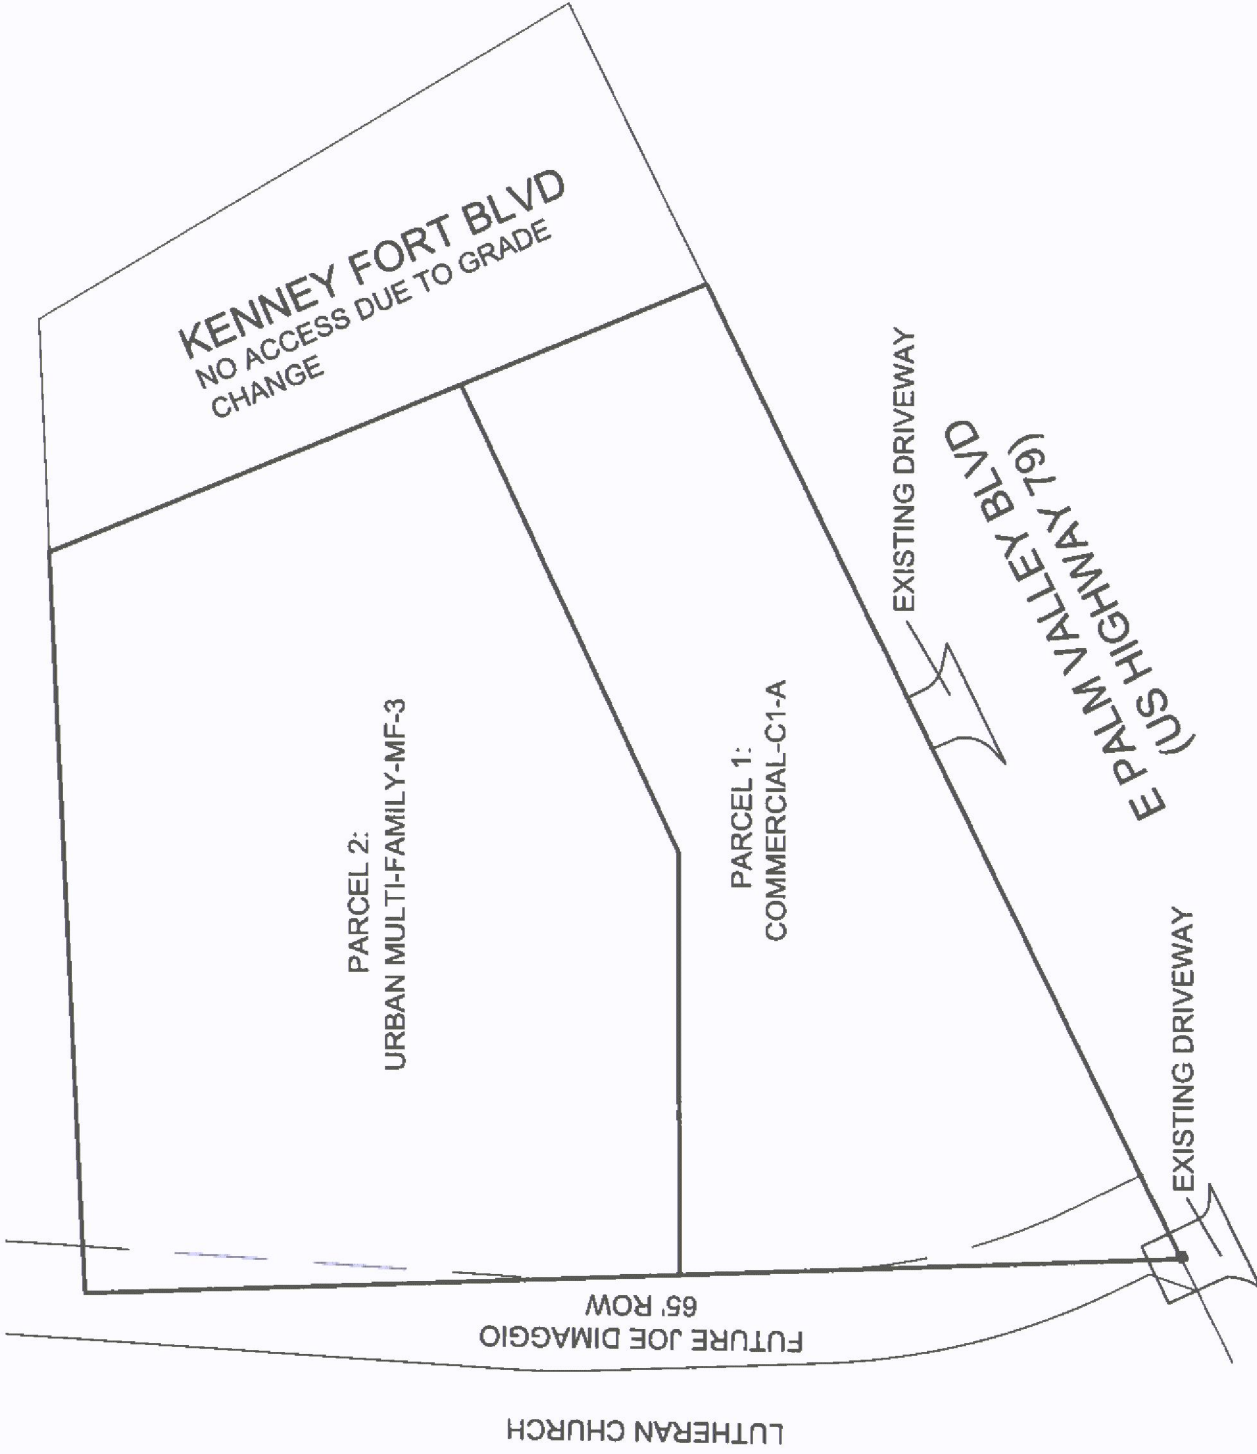 KENNEY FORT BLVD
NO ACCESS DUE TO GRADE
CHANGE
EXISTING DRIVEWAY
E PALM VALLEY BLVD
(US HIGHWAY 79)
PARCEL 2:
URBAN MULTI-FAMILY-MF-3
PARCEL 1:
COMMERCIAL-C1-A
EXISTING DRIVEWAY
FUTURE JOE DIMAGGIO
65' ROW
LUTHERAN CHURCH